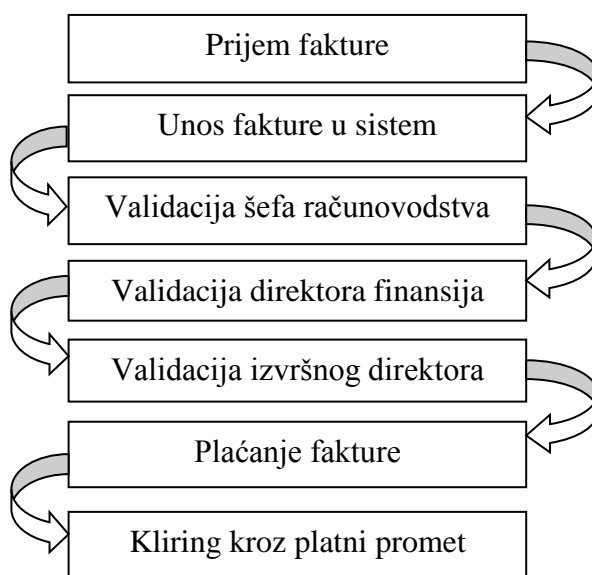 Prijem fakture
Unos fakture u sistem
Validacija šefa računovodstva
Validacija direktora finansija
Validacija izvršnog direktora
Plaćanje fakture
Kliring kroz platni promet